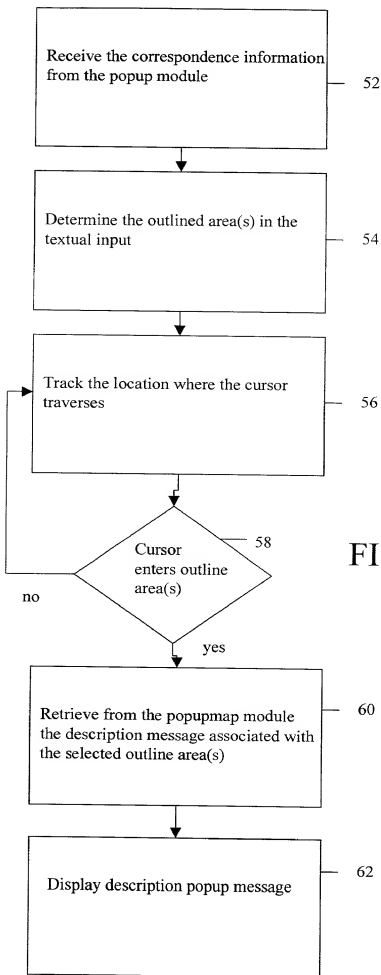 Receive the correspondence information
from the popup module
52
Determine the outlined area(s) in the
textual input
54
Track the location where the cursor
traverses
56
Cursor
enters outline
area(s)
58
FI
no
yes
Retrieve from the popupmap module
the description message associated with
the selected outline area(s)
60
Display description popup message
62